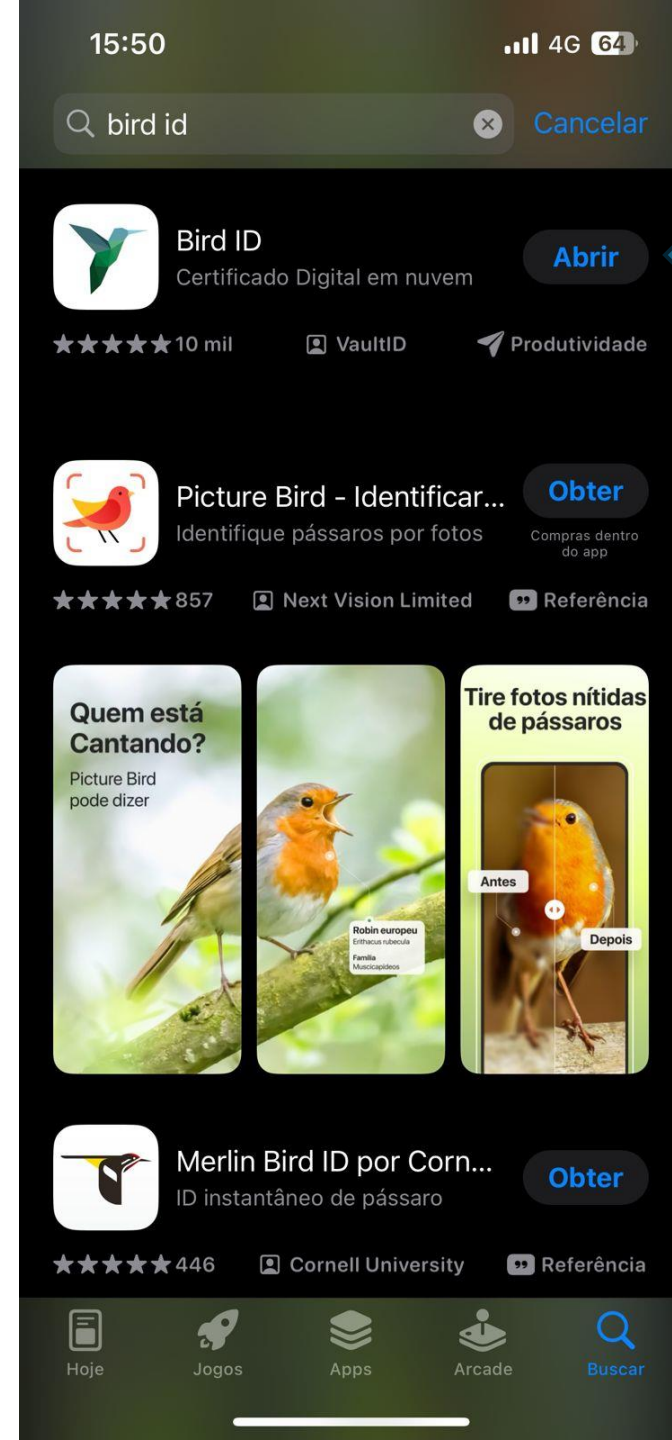 15:50
4G 64
bird id
Cancelar
Bird ID
Certificado Digital em nuvem
Abrir
10 mil
VaultID
Produtividade
Picture Bird - Identificar...
Identifique pássaros por fotos
Obter
Compras dentro
do app
857
Next Vision Limited
Referência
Quem está
Cantando?
Picture Bird
pode dizer
Robin europeu
Erithacus rubecula
Família
Muscicapídeos
Tire fotos nítidas
de pássaros
Antes
Depois
Merlin Bird ID por Corn...
ID instantâneo de pássaro
Obter
446
Cornell University
Referência
Hoje
Jogos
Apps
Arcade
Buscar